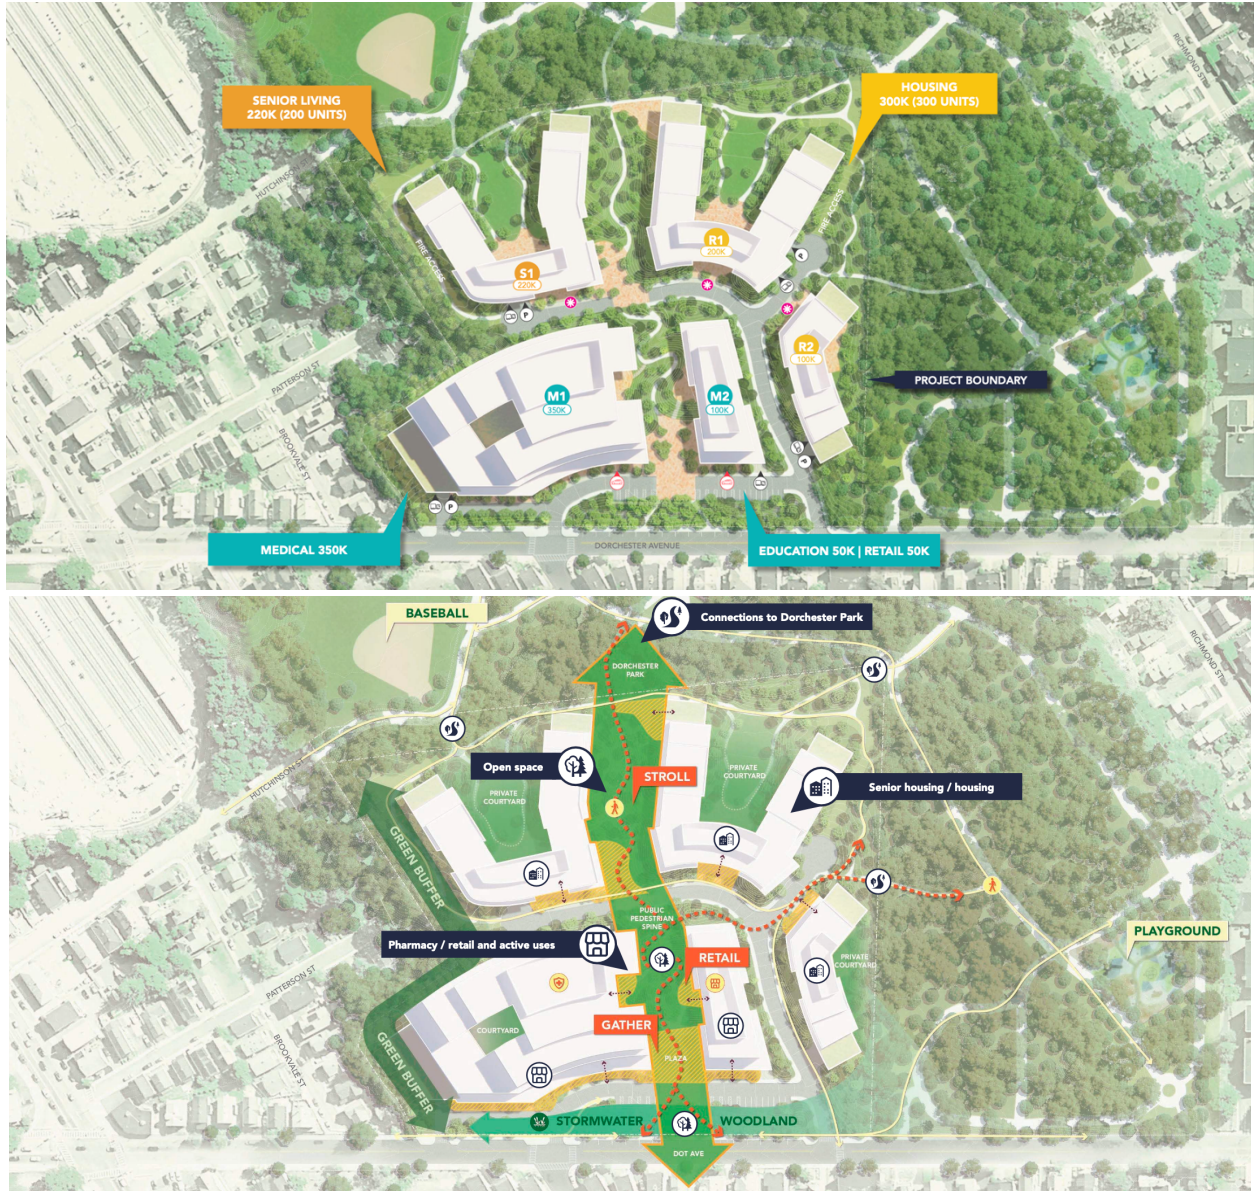 RICHMOND ST
SENIOR LIVING
220K (200 UNITS)
HOUSING
300K (300 UNITS)
HUTCHINSON
FIRE ACCESS
FIRE ACCESS
R1
200K
S1
220K
P
R2
100K
PROJECT BOUNDARY
PATTERSON ST
M1
350K
M2
100K
BROOKVALE ST
P
MEDICAL 350K
DORCHESTER AVENUE
EDUCATION 50K | RETAIL 50K
BASEBALL
Connections to Dorchester Park
RICHMOND ST
DORCHESTER
PARK
Open space
STROLL
HUTCHINSON ST
PRIVATE
COURTYARD
PRIVATE
COURTYARD
Senior housing / housing
GREEN BUFFER
PUBLIC
PEDESTRIAN
SPINE
Pharmacy / retail and active uses
RETAIL
PLAYGROUND
PRIVATE
COURTYARD
PATTERSON ST
GATHER
COURTYARD
PLAZA
BROOKVALE ST
GREEN BUFFER
STORMWATER
WOODLAND
DOT AVE